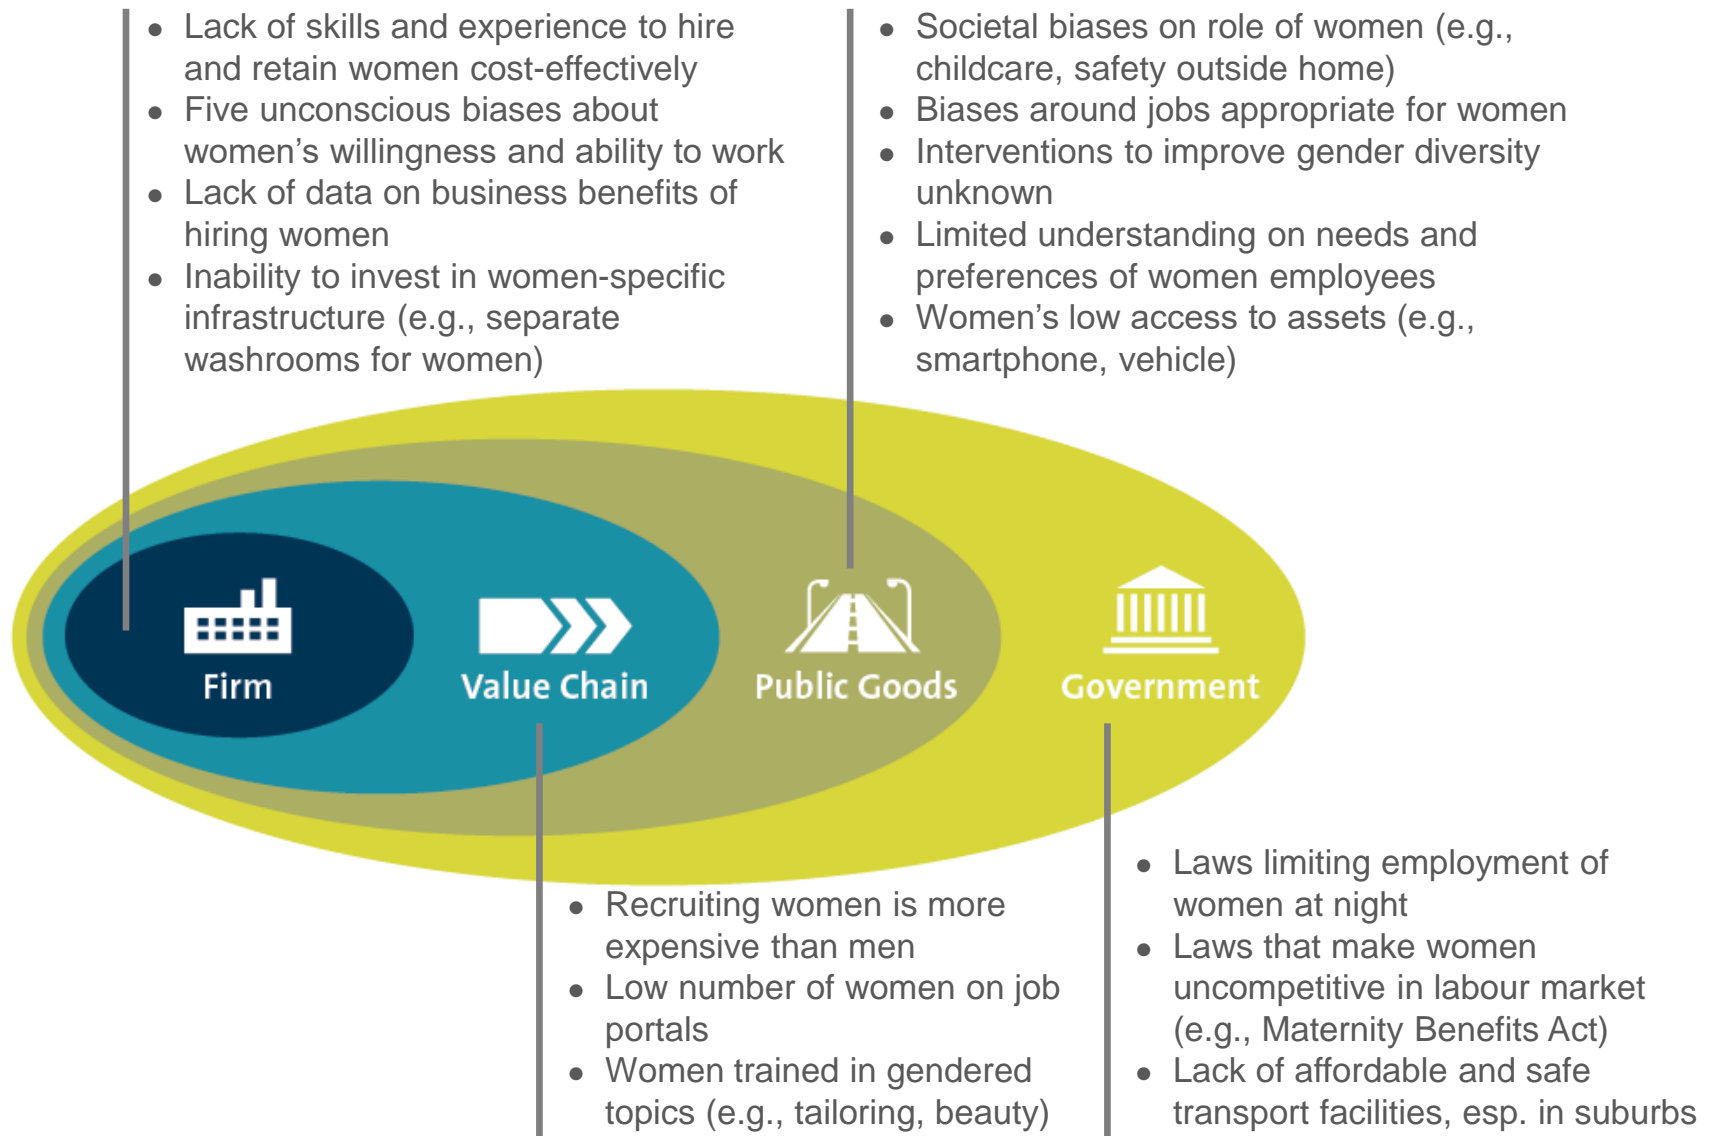 ● Lack of skills and experience to hire
and retain women cost-effectively
● Five unconscious biases about
women’s willingness and ability to work
● Lack of data on business benefits of
hiring women
● Inability to invest in women-specific
infrastructure (e.g., separate
washrooms for women)
● Societal biases on role of women (e.g.,
childcare, safety outside home)
● Biases around jobs appropriate for women
● Interventions to improve gender diversity
unknown
● Limited understanding on needs and
preferences of women employees
● Women’s low access to assets (e.g.,
smartphone, vehicle)
Firm
Value Chain
Public Goods
Government
● Recruiting women is more
expensive than men
● Low number of women on job
portals
● Women trained in gendered
topics (e.g., tailoring, beauty)
● Laws limiting employment of
women at night
● Laws that make women
uncompetitive in labour market
(e.g., Maternity Benefits Act)
● Lack of affordable and safe
transport facilities, esp. in suburbs